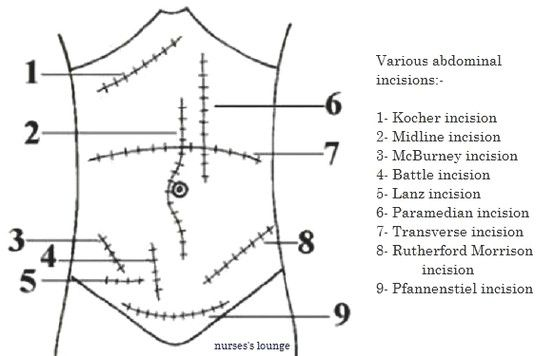 Various abdominal
incisions:-
1- Kocher incision
2- Midline incision
3- McBurney incision
4- Battle incision
5- Lanz incision
6- Paramedian incision
7- Transverse incision
8- Rutherford Morrison
incision
9- Pfannenstiel incision
1
2
3
4
5
6
7
8
9
nurses's lounge